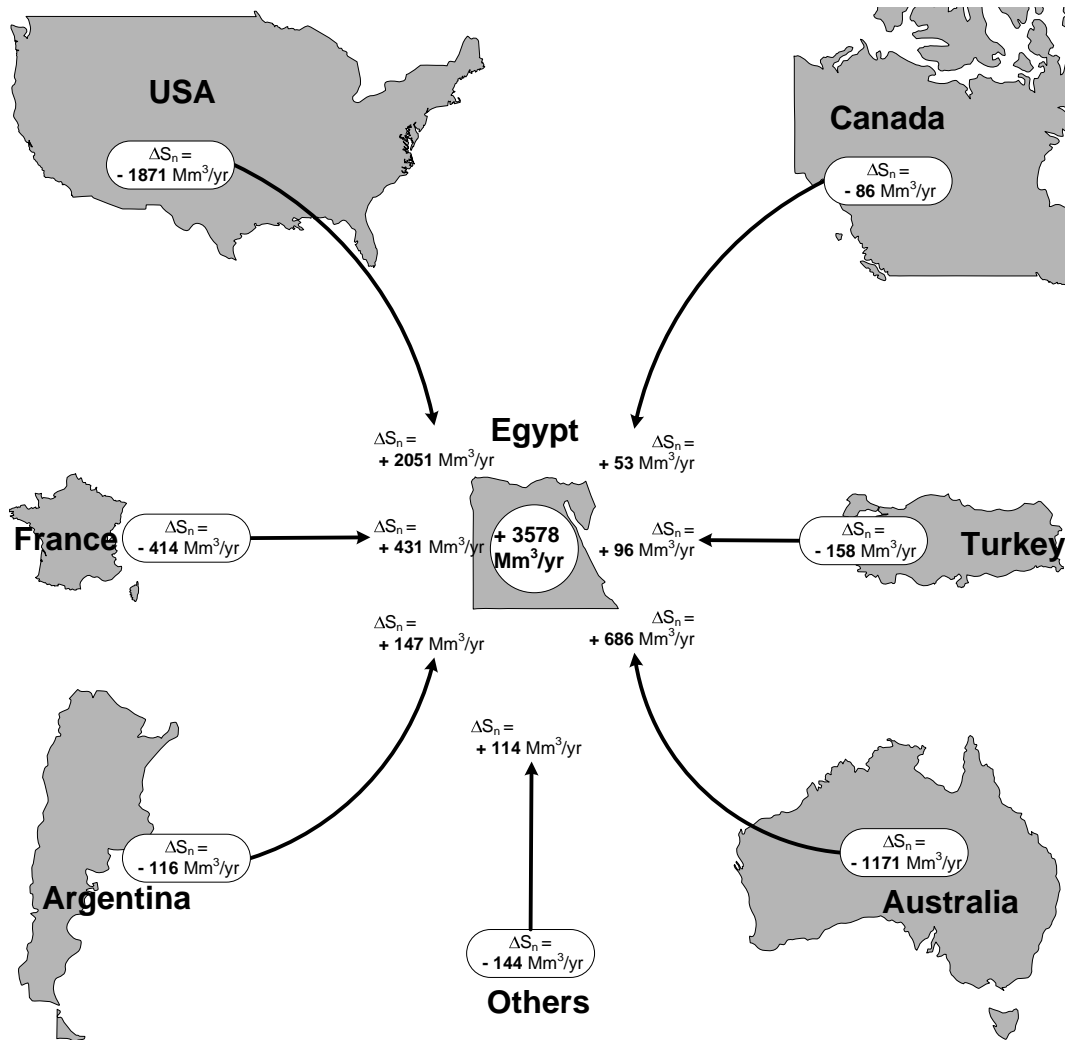 USA
ΔSₙ =
- 1871 Mm³/yr
Canada
ΔSₙ =
- 86 Mm³/yr
Egypt
ΔSₙ =
+ 2051 Mm³/yr
ΔSₙ =
+ 53 Mm³/yr
France
ΔSₙ =
- 414 Mm³/yr
ΔSₙ =
+ 431 Mm³/yr
+ 3578
Mm³/yr
ΔSₙ =
+ 96 Mm³/yr
ΔSₙ =
- 158 Mm³/yr
Turkey
ΔSₙ =
+ 147 Mm³/yr
ΔSₙ =
+ 686 Mm³/yr
ΔSₙ =
+ 114 Mm³/yr
ΔSₙ =
- 116 Mm³/yr
Argentina
ΔSₙ =
- 1171 Mm³/yr
Australia
ΔSₙ =
- 144 Mm³/yr
Others